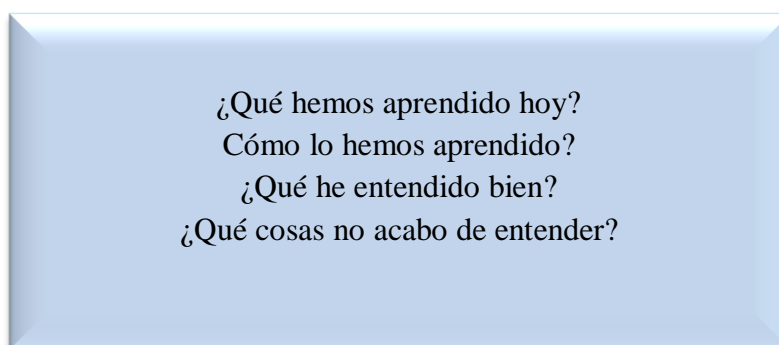 ¿Qué hemos aprendido hoy?
Cómo lo hemos aprendido?
¿Qué he entendido bien?
¿Qué cosas no acabo de entender?